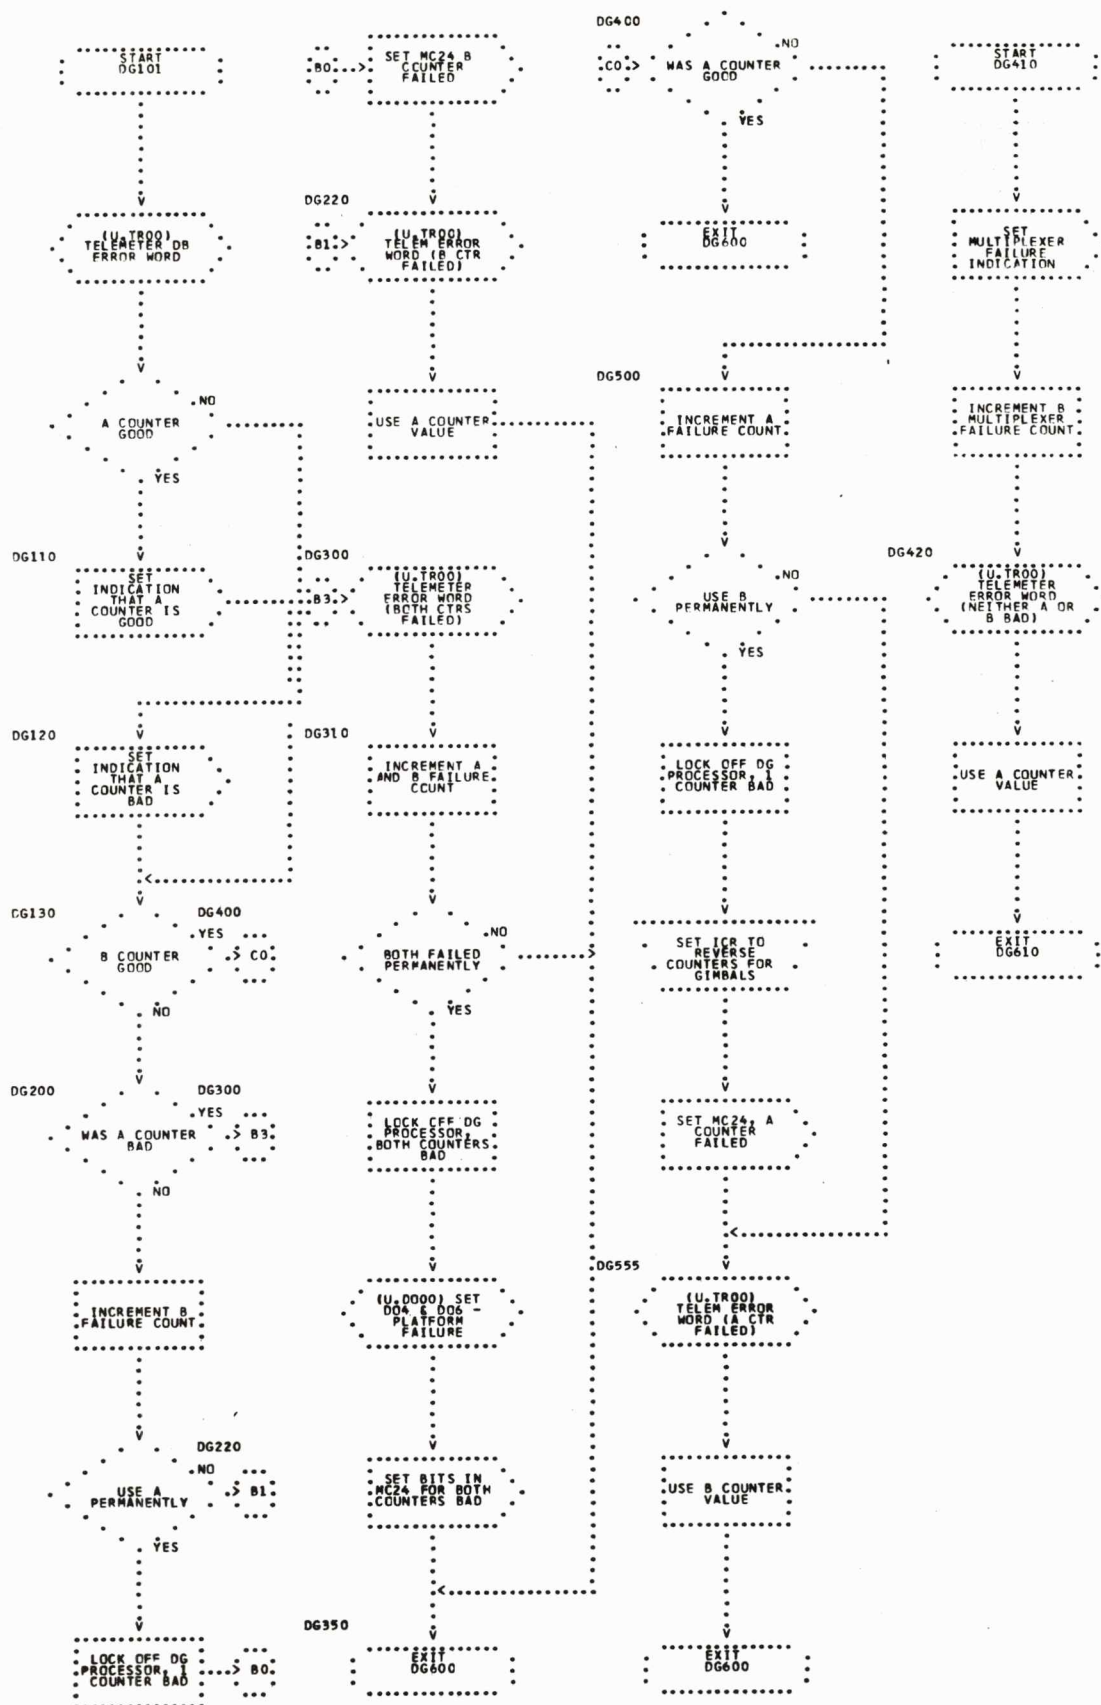 START
DG101
(U.TR00)
TELEMETER DB
ERROR WORD
A COUNTER
GOOD
NO
YES
DG110
SET
INDICATION
THAT A
COUNTER IS
GOOD
DG120
SET
INDICATION
THAT A
COUNTER IS
BAD
DG130
B COUNTER
GOOD
DG400
YES
C0
NO
DG200
WAS A COUNTER
BAD
DG300
YES
B3
NO
INCREMENT B
FAILURE COUNT
USE A
PERMANENTLY
DG220
NO
B1
YES
LOCK OFF DG
PROCESSOR, 1
COUNTER BAD
B0
B0
SET MC24 B
CCUNTER
FAILED
DG220
B1
(U.TR00)
TELEM ERROR
WORD (B CTR
FAILED)
USE A COUNTER
VALUE
DG300
B3
(U.TR00)
TELEMETER
ERROR WORD
(BOTH CTRS
FAILED)
DG310
INCREMENT A
AND B FAILURE
CCUNT
BOTH FAILED
PERMANENTLY
NO
YES
LOCK CFF DG
PROCESSOR,
BOTH COUNTERS
BAD
(U.DO00) SET
DO4 & DO6 -
PLATFORM
FAILURE
SET BITS IN
MC24 FOR BOTH
COUNTERS BAD
DG350
EXIT
DG600
DG400
C0
WAS A COUNTER
GOOD
NO
YES
EXIT
DG600
DG500
INCREMENT A
FAILURE COUNT
USE B
PERMANENTLY
NO
YES
LOCK OFF DG
PROCESSOR, 1
COUNTER BAD
SET ICR TO
REVERSE
COUNTERS FOR
GIMBALS
SET MC24, A
COUNTER
FAILED
DG555
(U.TR00)
TELEM ERROR
WORD (A CTR
FAILED)
USE B COUNTER
VALUE
EXIT
DG600
START
DG410
SET
MULTIPLEXER
FAILURE
INDICATION
INCREMENT B
MULTIPLEXER
FAILURE COUNT
DG420
(U.TR00)
TELEMETER
ERROR WORD
(NEITHER A OR
B BAD)
USE A COUNTER
VALUE
EXIT
DG610